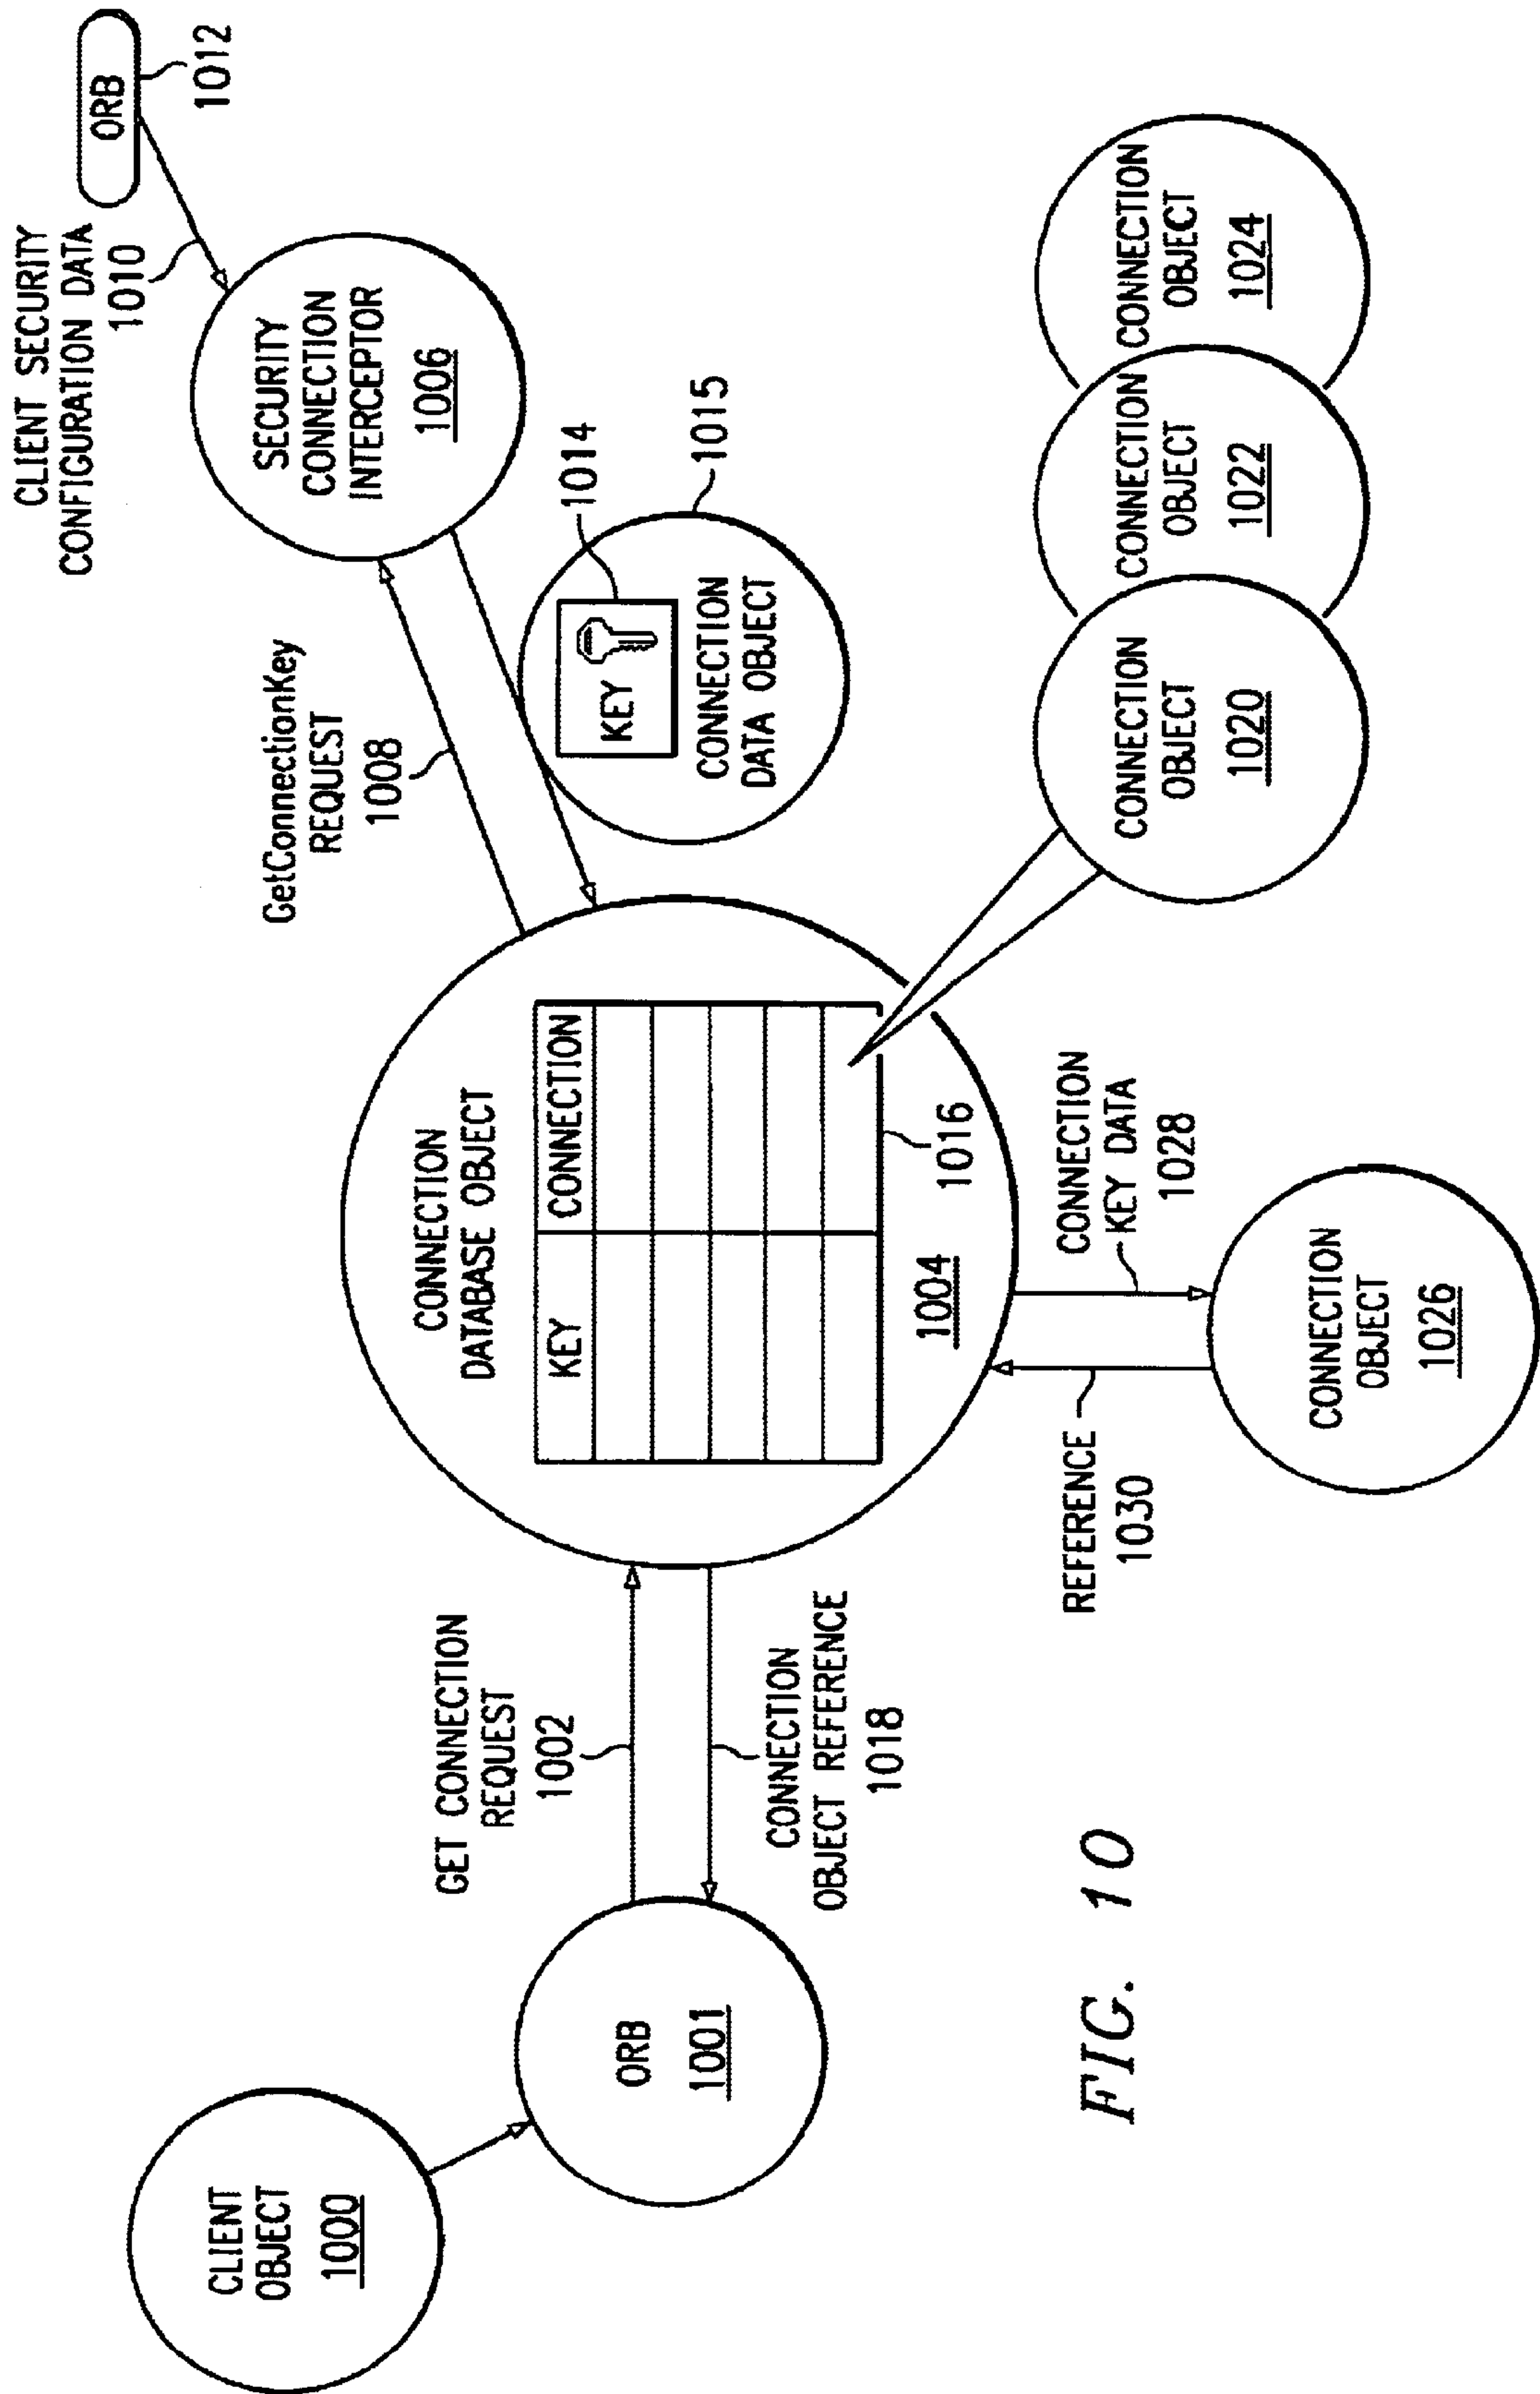 CLIENT
OBJECT
1000
ORB
1001
GET CONNECTION
REQUEST
1002
CONNECTION
OBJECT REFERENCE
1018
CONNECTION
DATABASE OBJECT
KEY
CONNECTION
1016
1004
GetConnectionKey
REQUEST
1008
CLIENT SECURITY
CONFIGURATION DATA
1010
ORB
1012
SECURITY
CONNECTION
INTERCEPTOR
1006
KEY
1014
CONNECTION
DATA OBJECT
1015
REFERENCE
1030
CONNECTION
KEY DATA
1028
CONNECTION
OBJECT
1026
CONNECTION
OBJECT
1020
CONNECTION
OBJECT
1022
CONNECTION
OBJECT
1024
FIG. 10